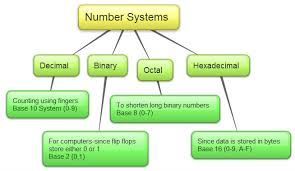 Number Systems
Decimal
Binary
Octal
Hexadecimal
Counting using fingers
Base 10 System (0-9)
To shorten long binary numbers
Base 8 (0-7)
For computers-since flip flops
store either 0 or 1
Base 2 {0,1}
Since data is stored in bytes
Base 16 (0-9, A-F)